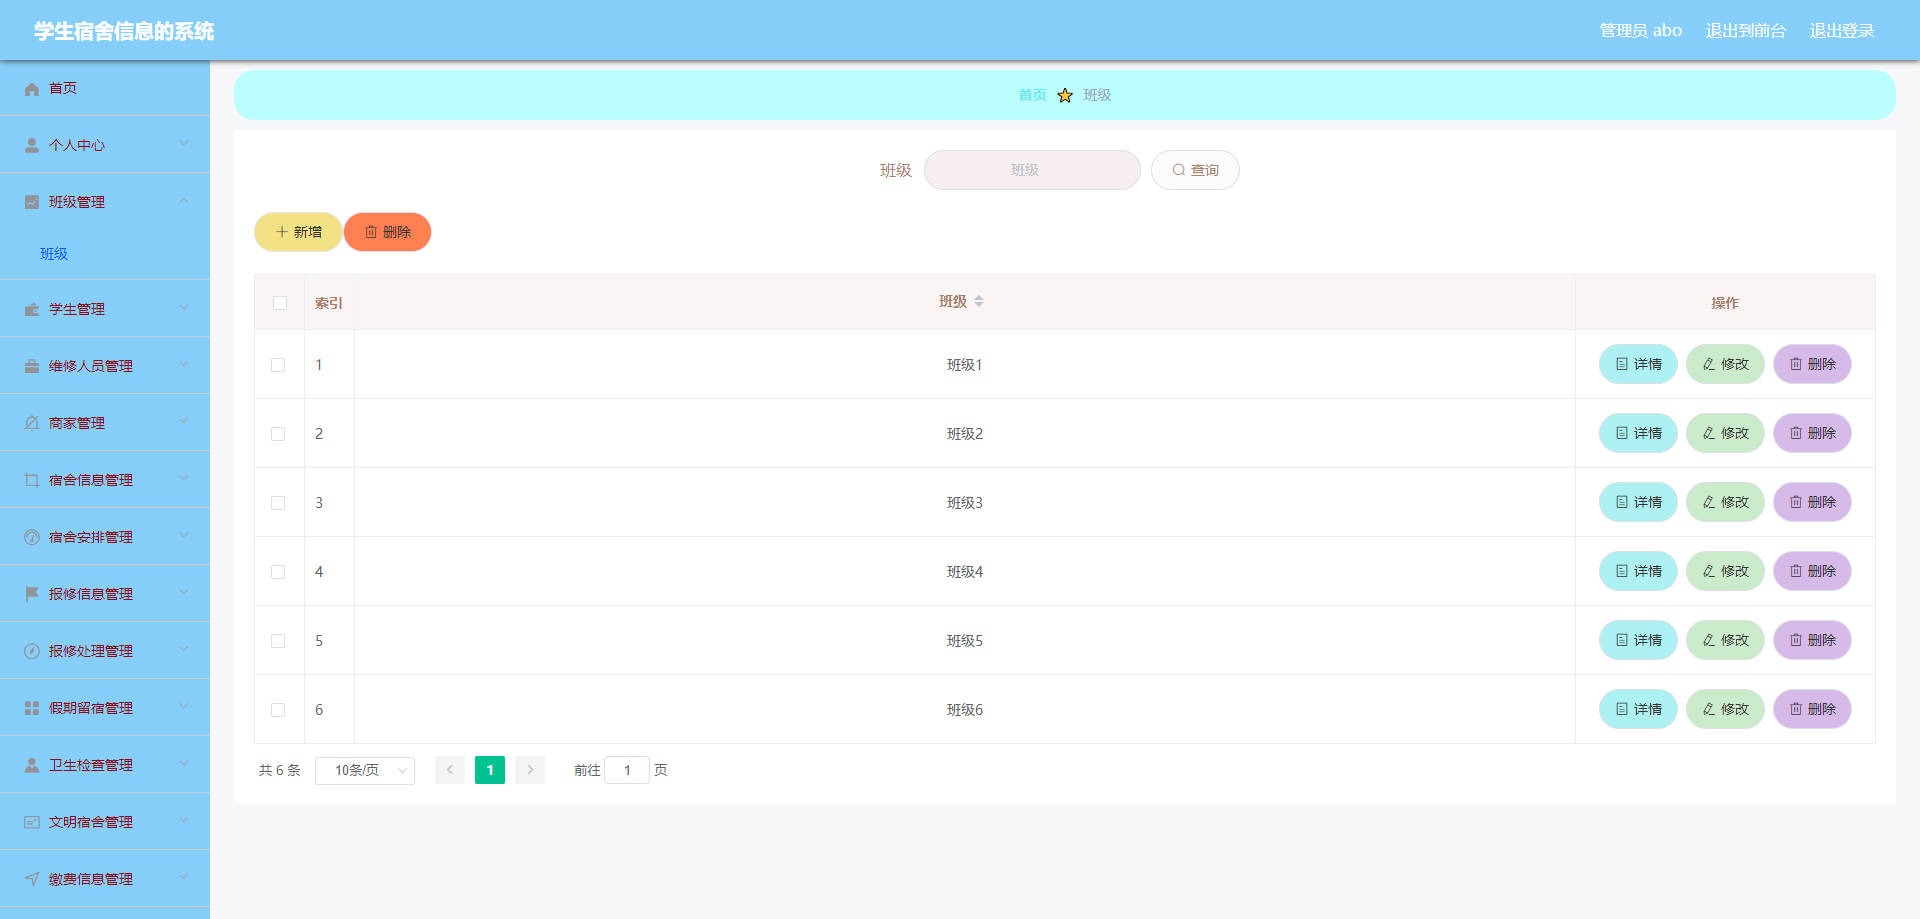 学生宿舍信息的系统
管理员 abo 退出到前台 退出登录
首页
个人中心
班级管理
班级
学生管理
维修人员管理
商家管理
宿舍信息管理
宿舍安排管理
报修信息管理
报修处理管理
假期留宿管理
卫生检查管理
文明宿舍管理
缴费信息管理
首页 班级
班级 班级 查询
新增 删除
索引 班级 操作
1 班级1 详情 修改 删除
2 班级2 详情 修改 删除
3 班级3 详情 修改 删除
4 班级4 详情 修改 删除
5 班级5 详情 修改 删除
6 班级6 详情 修改 删除
共 6 条 10条/页 1 前往 1 页